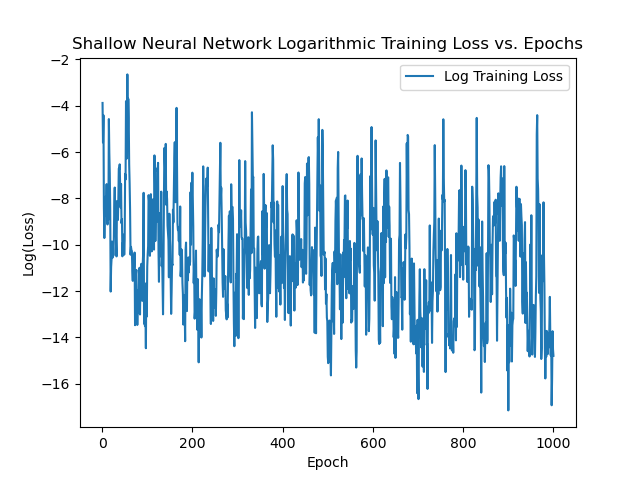 Shallow Neural Network Logarithmic Training Loss vs. Epochs
Log Training Loss
−2
−4
−6
−8
−10
−12
−14
−16
Log(Loss)
0 200 400 600 800 1000
Epoch